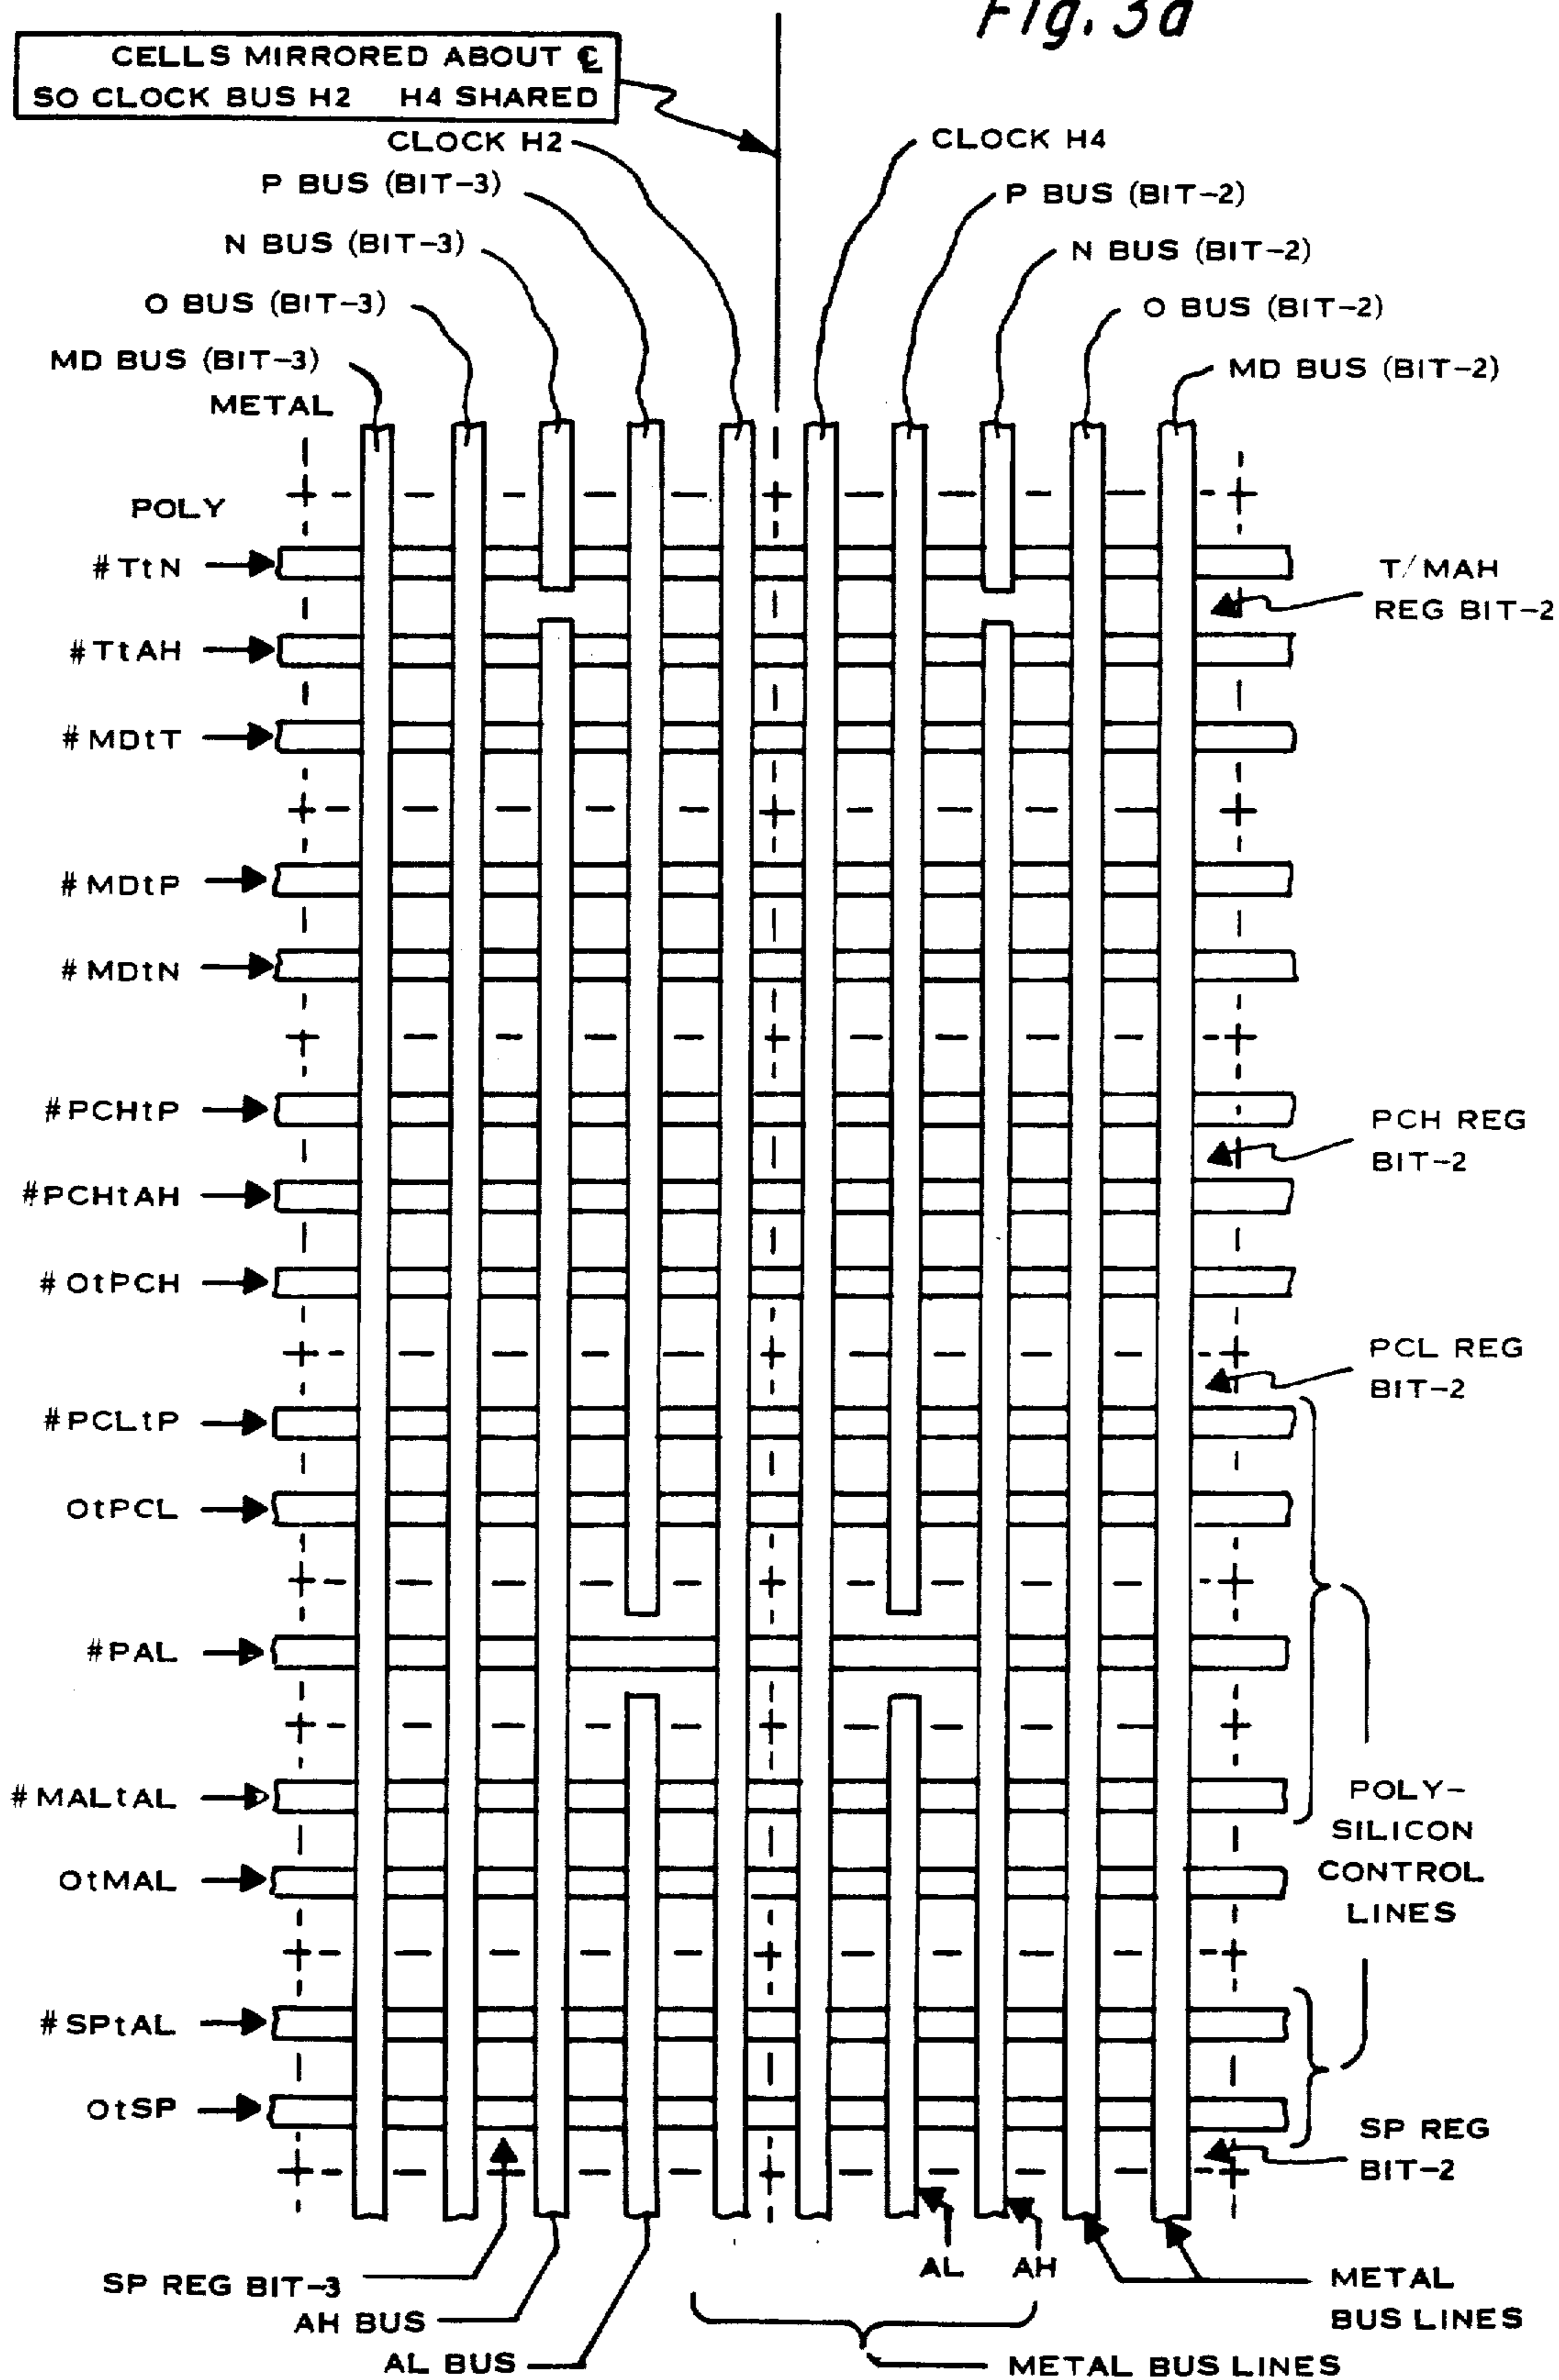 Fig. 3a
CELLS MIRRORED ABOUT ℄
SO CLOCK BUS H2 H4 SHARED
CLOCK H2
CLOCK H4
P BUS (BIT-3)
P BUS (BIT-2)
N BUS (BIT-3)
N BUS (BIT-2)
O BUS (BIT-3)
O BUS (BIT-2)
MD BUS (BIT-3)
MD BUS (BIT-2)
METAL
POLY
#TtN
T/MAH
REG BIT-2
#TtAH
#MDtT
#MDtP
#MDtN
#PCHtP
PCH REG
BIT-2
#PCHtAH
#OtPCH
PCL REG
BIT-2
#PCLtP
OtPCL
#PAL
#MALtAL
POLY-
SILICON
CONTROL
LINES
OtMAL
#SPtAL
OtSP
SP REG
BIT-2
AL
AH
SP REG BIT-3
METAL
BUS LINES
AH BUS
AL BUS
METAL BUS LINES